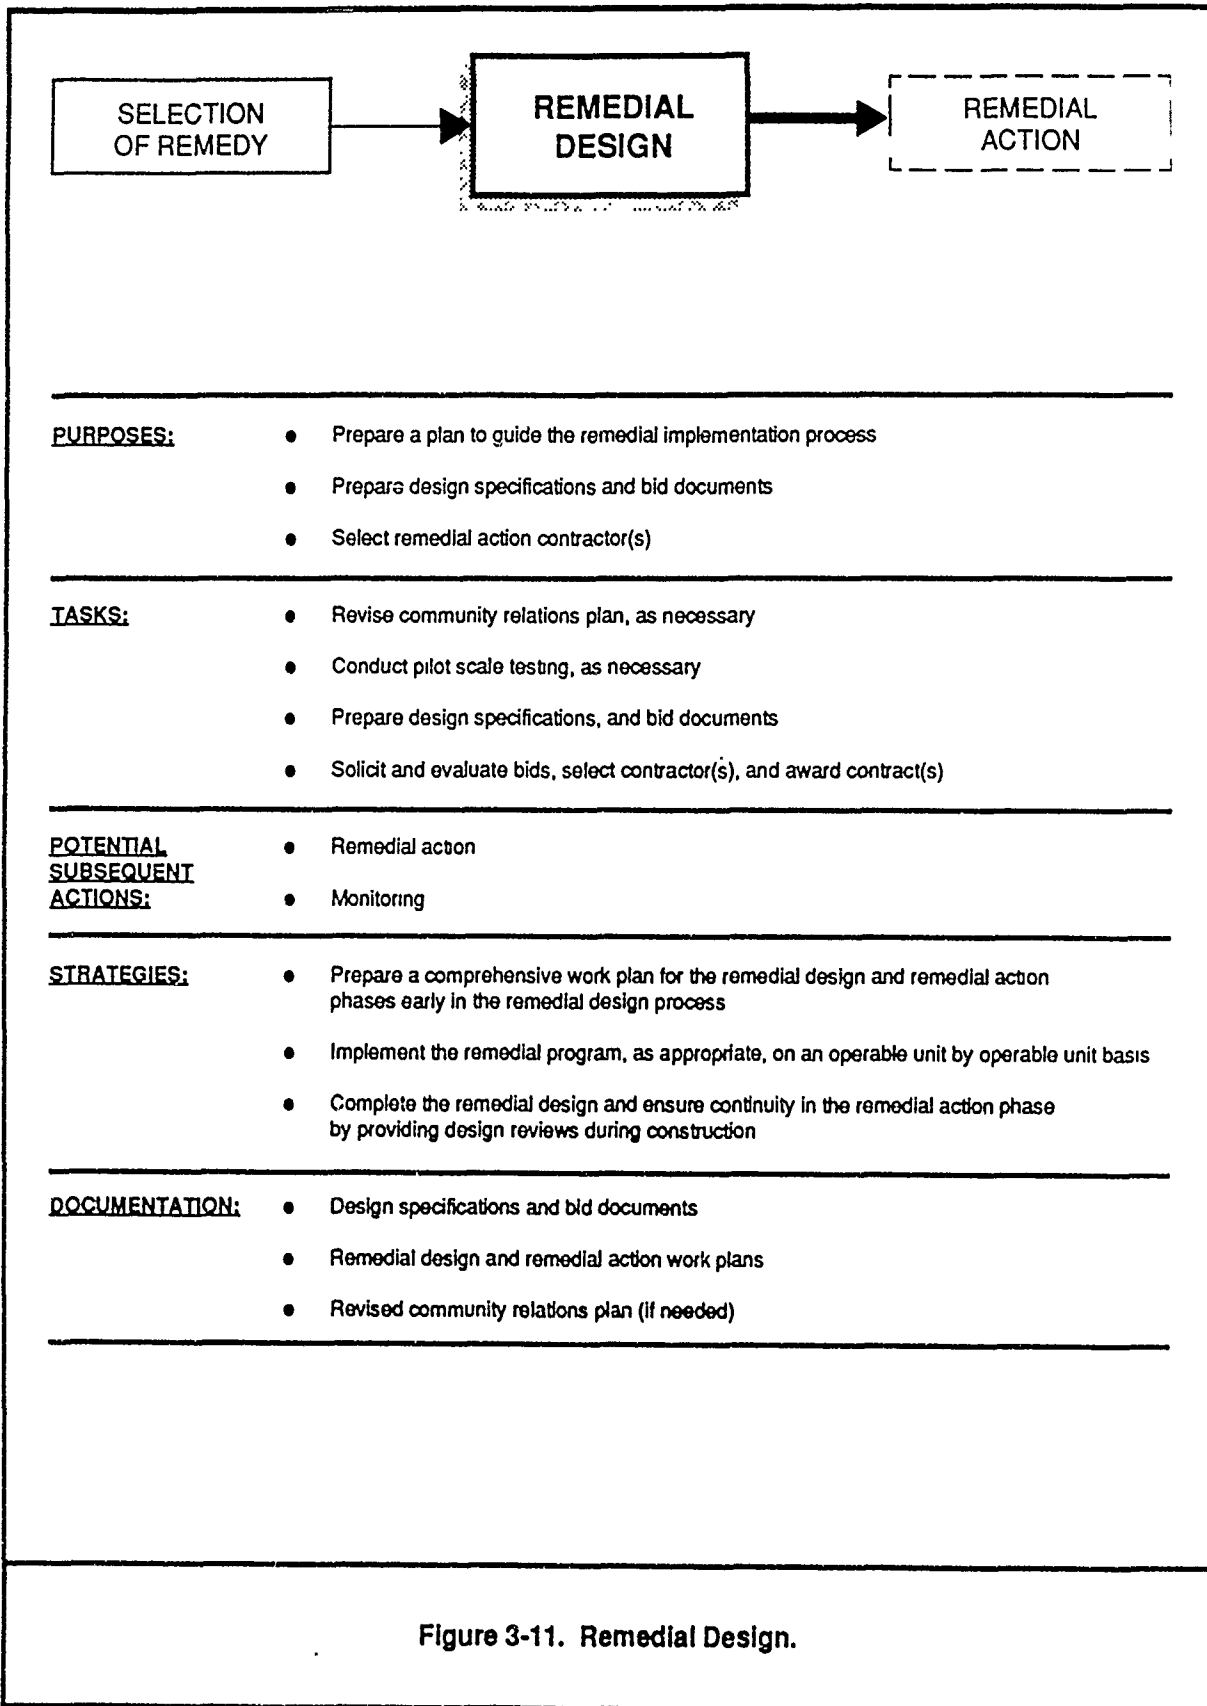 SELECTION
OF REMEDY
REMEDIAL
DESIGN
REMEDIAL
ACTION
PURPOSES:
● Prepare a plan to guide the remedial implementation process
● Prepare design specifications and bid documents
● Select remedial action contractor(s)
TASKS:
● Revise community relations plan, as necessary
● Conduct pilot scale testing, as necessary
● Prepare design specifications, and bid documents
● Solicit and evaluate bids, select contractor(s), and award contract(s)
POTENTIAL
SUBSEQUENT
ACTIONS:
● Remedial action
● Monitoring
STRATEGIES:
● Prepare a comprehensive work plan for the remedial design and remedial action
phases early in the remedial design process
● Implement the remedial program, as appropriate, on an operable unit by operable unit basis
● Complete the remedial design and ensure continuity in the remedial action phase
by providing design reviews during construction
DOCUMENTATION:
● Design specifications and bid documents
● Remedial design and remedial action work plans
● Revised community relations plan (if needed)
Figure 3-11. Remedial Design.